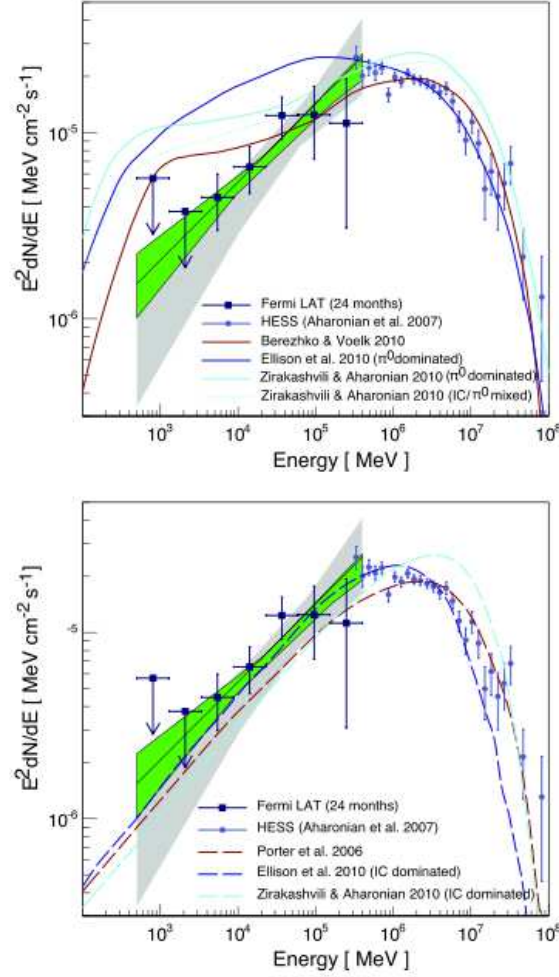 E²dN/dE [ MeV cm⁻² s⁻¹]
10⁻⁵
10⁻⁶
Fermi LAT (24 months)
HESS (Aharonian et al. 2007)
Berezhko & Voelk 2010
Ellison et al. 2010 (π⁰dominated)
Zirakashvili & Aharonian 2010 (π⁰ dominated)
Zirakashvili & Aharonian 2010 (IC/π⁰ mixed)
10³ 10⁴ 10⁵ 10⁶ 10⁷ 10⁸
Energy [ MeV ]
E²dN/dE [ MeV cm⁻² s⁻¹]
-5
10⁻⁶
Fermi LAT (24 months)
HESS (Aharonian et al. 2007)
Porter et al. 2006
Ellison et al. 2010 (IC dominated)
Zirakashvili & Aharonian 2010 (IC dominated)
10³ 10⁴ 10⁵ 10⁶ 10⁷ 10⁸
Energy [ MeV ]